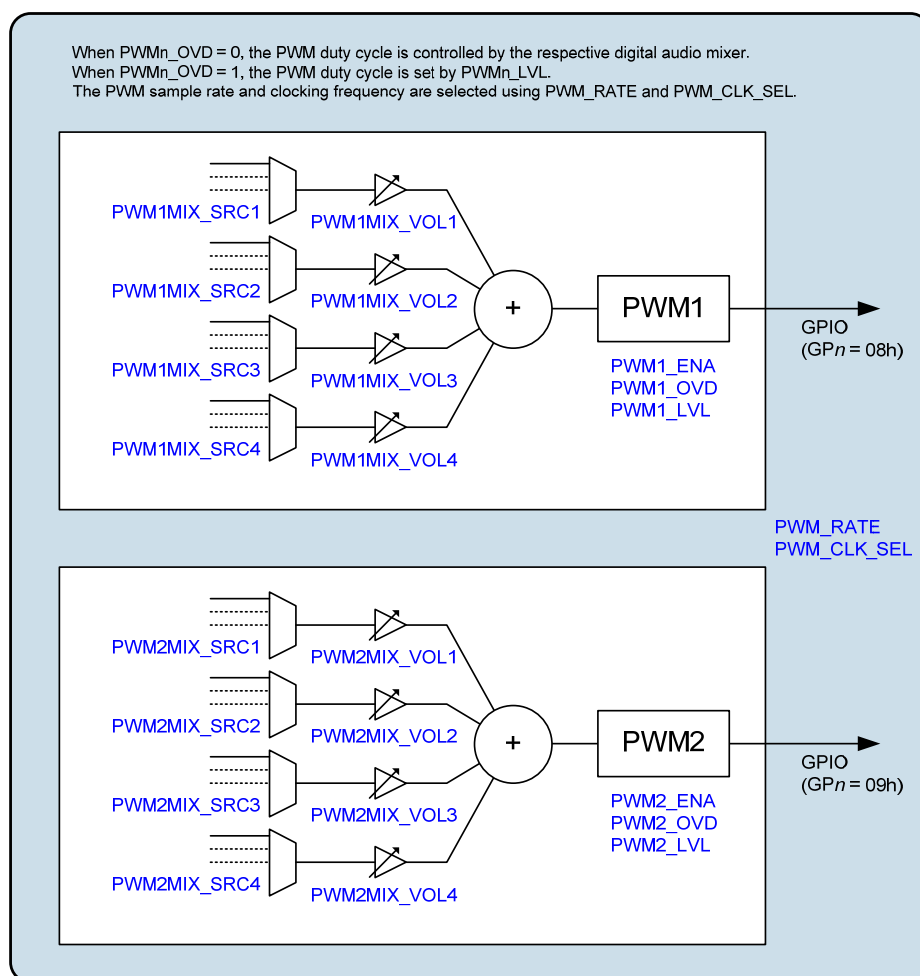 When PWMn_OVD = 0, the PWM duty cycle is controlled by the respective digital audio mixer.
When PWMn_OVD = 1, the PWM duty cycle is set by PWMn_LVL.
The PWM sample rate and clocking frequency are selected using PWM_RATE and PWM_CLK_SEL.
PWM1MIX_SRC1
PWM1MIX_VOL1
PWM1MIX_SRC2
PWM1MIX_VOL2
PWM1MIX_SRC3
PWM1MIX_VOL3
PWM1MIX_SRC4
PWM1MIX_VOL4
+
PWM1
PWM1_ENA
PWM1_OVD
PWM1_LVL
GPIO
(GPn = 08h)
PWM_RATE
PWM_CLK_SEL
PWM2MIX_SRC1
PWM2MIX_VOL1
PWM2MIX_SRC2
PWM2MIX_VOL2
PWM2MIX_SRC3
PWM2MIX_VOL3
PWM2MIX_SRC4
PWM2MIX_VOL4
+
PWM2
PWM2_ENA
PWM2_OVD
PWM2_LVL
GPIO
(GPn = 09h)